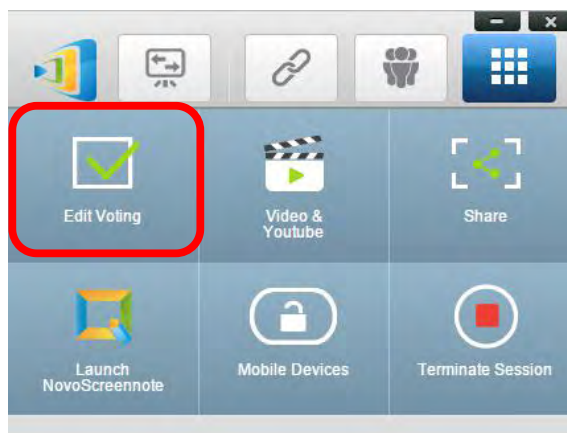 Edit Voting
Video &
Youtube
Share
Launch
NovoScreennote
Mobile Devices
Terminate Session